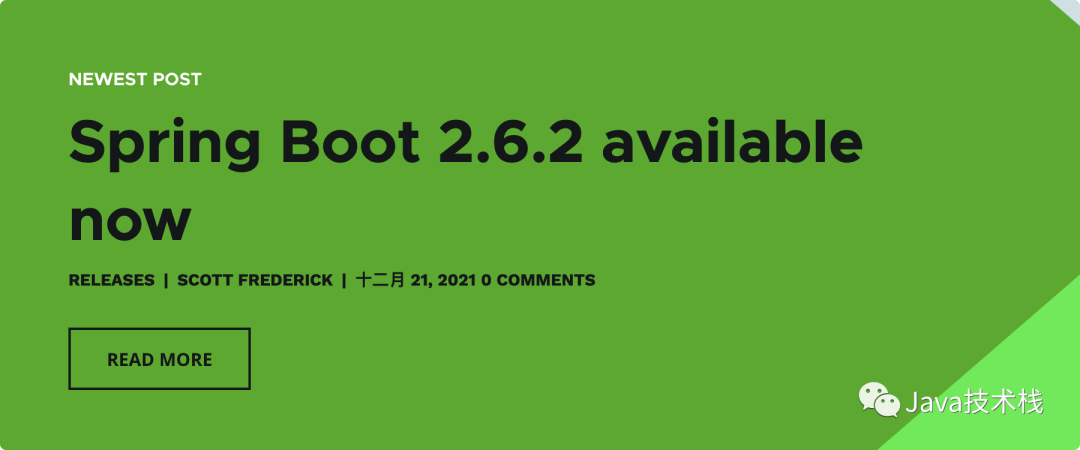 NEWEST POST
Spring Boot 2.6.2 available
now
RELEASES | SCOTT FREDERICK | 十二月 21, 2021 0 COMMENTS
READ MORE
Java技术栈